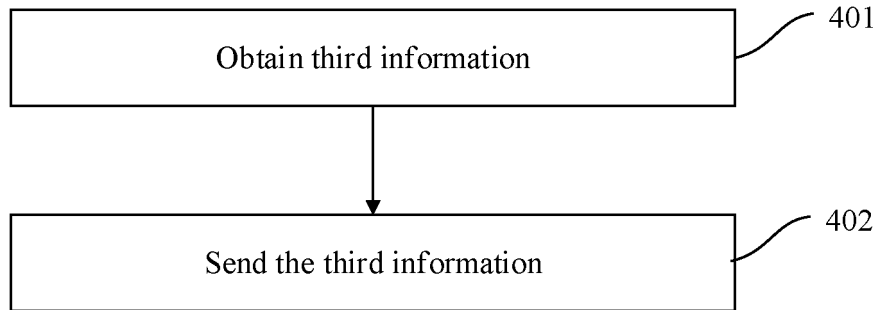 Obtain third information
401
Send the third information
402